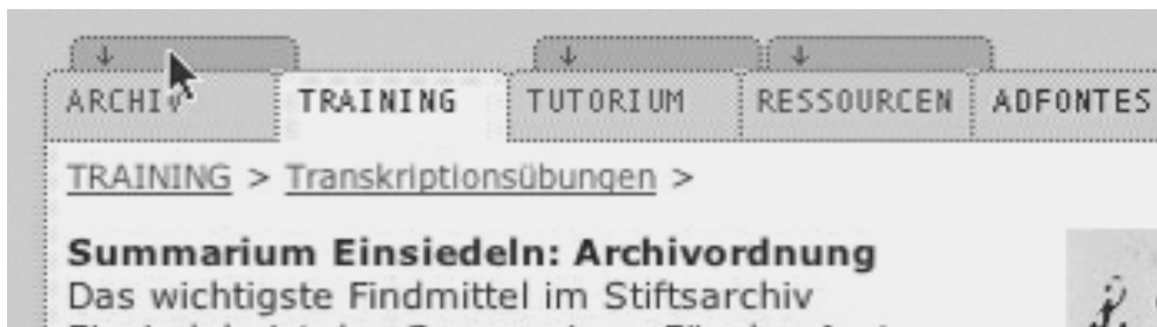 ARCHIV TRAINING TUTORIUM RESSOURCEN ADFONTES
TRAINING > Transkriptionsübungen >
Summarium Einsiedeln: Archivordnung
Das wichtigste Findmittel im Stiftsarchiv